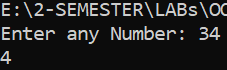 E:\2-SEMESTER\LABs\OC
Enter any Number: 34
4